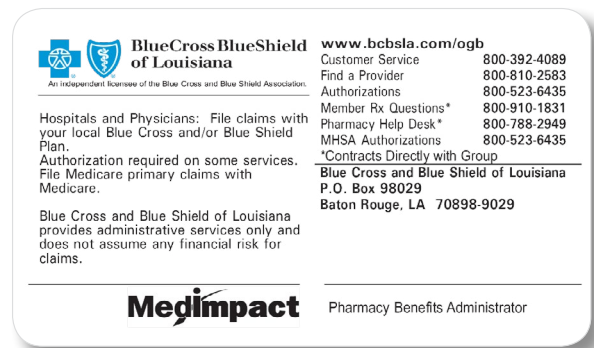 BlueCross BlueShield
of Louisiana
An independent licensee of the Blue Cross and Blue Shield Association.
Hospitals and Physicians: File claims with
your local Blue Cross and/or Blue Shield
Plan.
Authorization required on some services.
File Medicare primary claims with
Medicare.
Blue Cross and Blue Shield of Louisiana
provides administrative services only and
does not assume any financial risk for
claims.
www.bcbsla.com/ogb
Customer Service 800-392-4089
Find a Provider 800-810-2583
Authorizations 800-523-6435
Member Rx Questions* 800-910-1831
Pharmacy Help Desk* 800-788-2949
MHSA Authorizations 800-523-6435
*Contracts Directly with Group
Blue Cross and Blue Shield of Louisiana
P.O. Box 98029
Baton Rouge, LA 70898-9029
MedImpact
Pharmacy Benefits Administrator